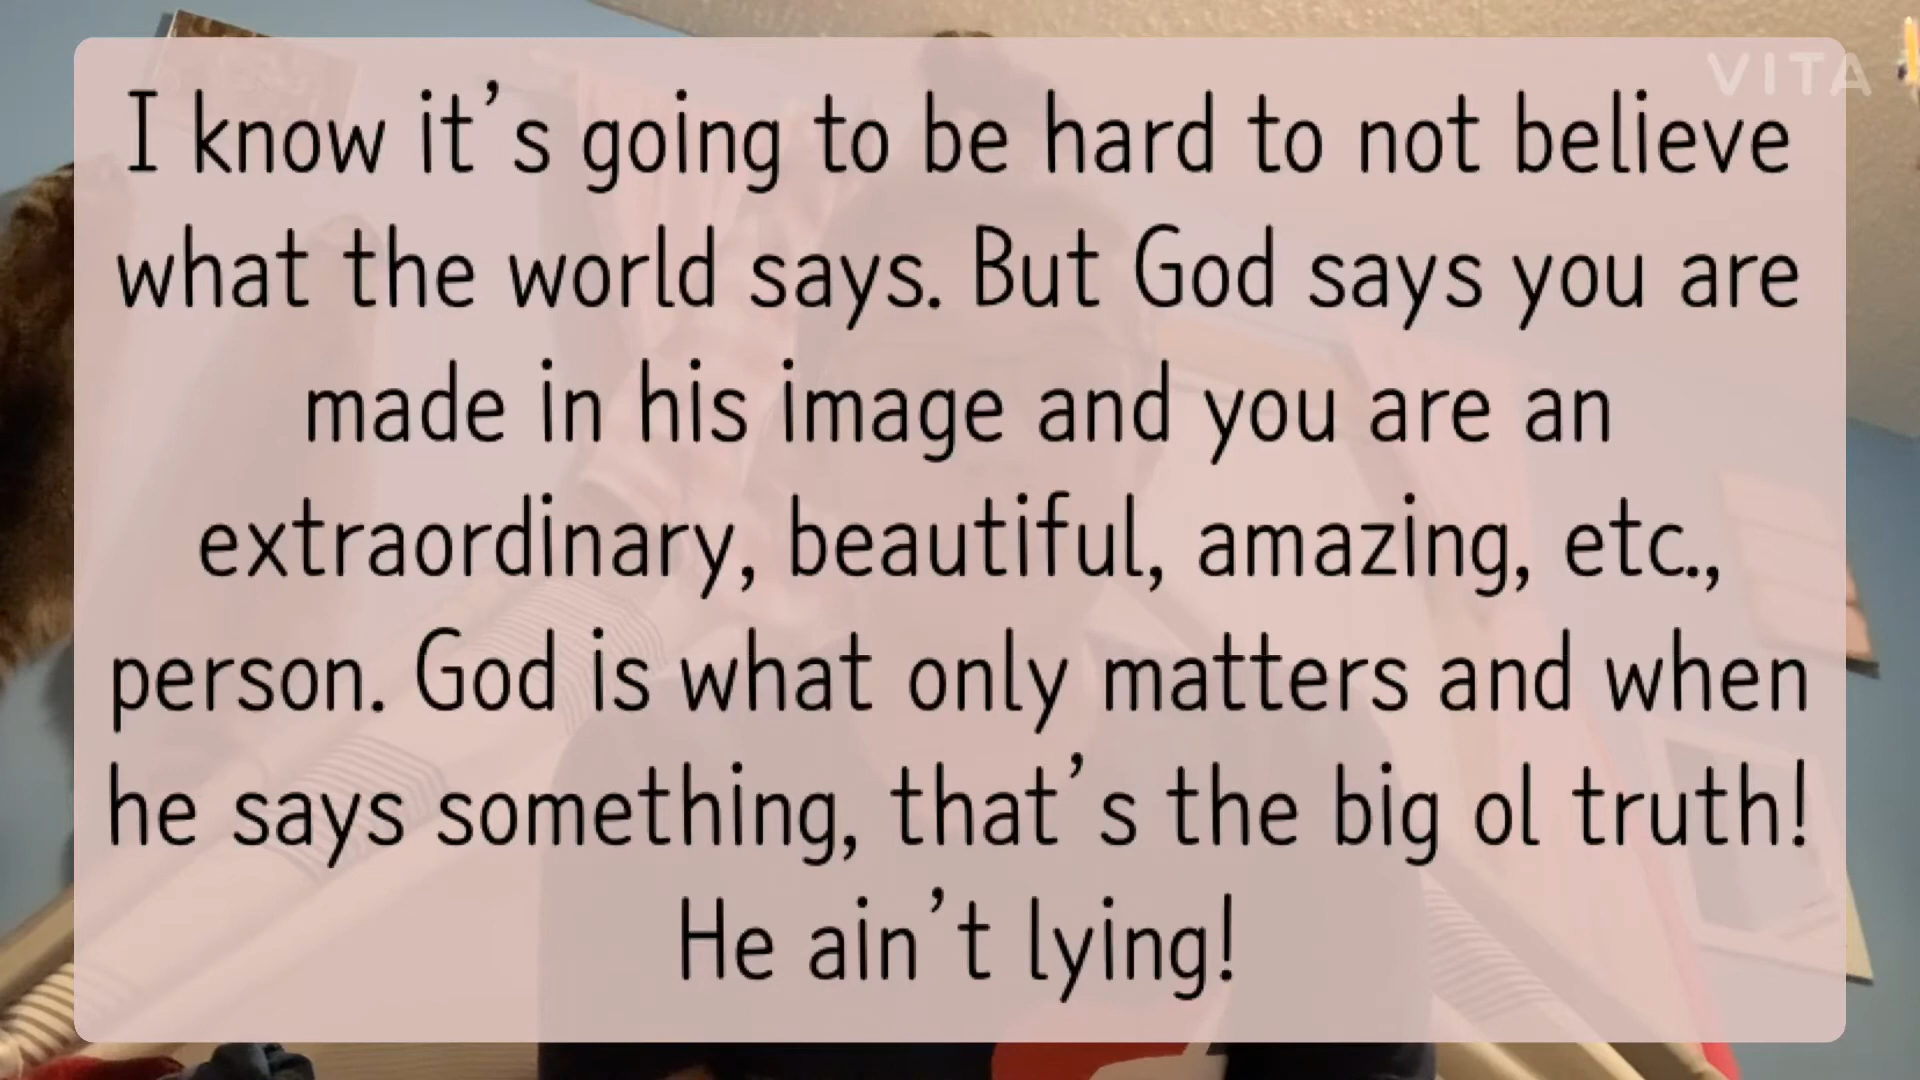 VITA
I know it’s going to be hard to not believe
what the world says. But God says you are
made in his image and you are an
extraordinary, beautiful, amazing, etc.,
person. God is what only matters and when
he says something, that’s the big ol truth!
He ain’t lying!